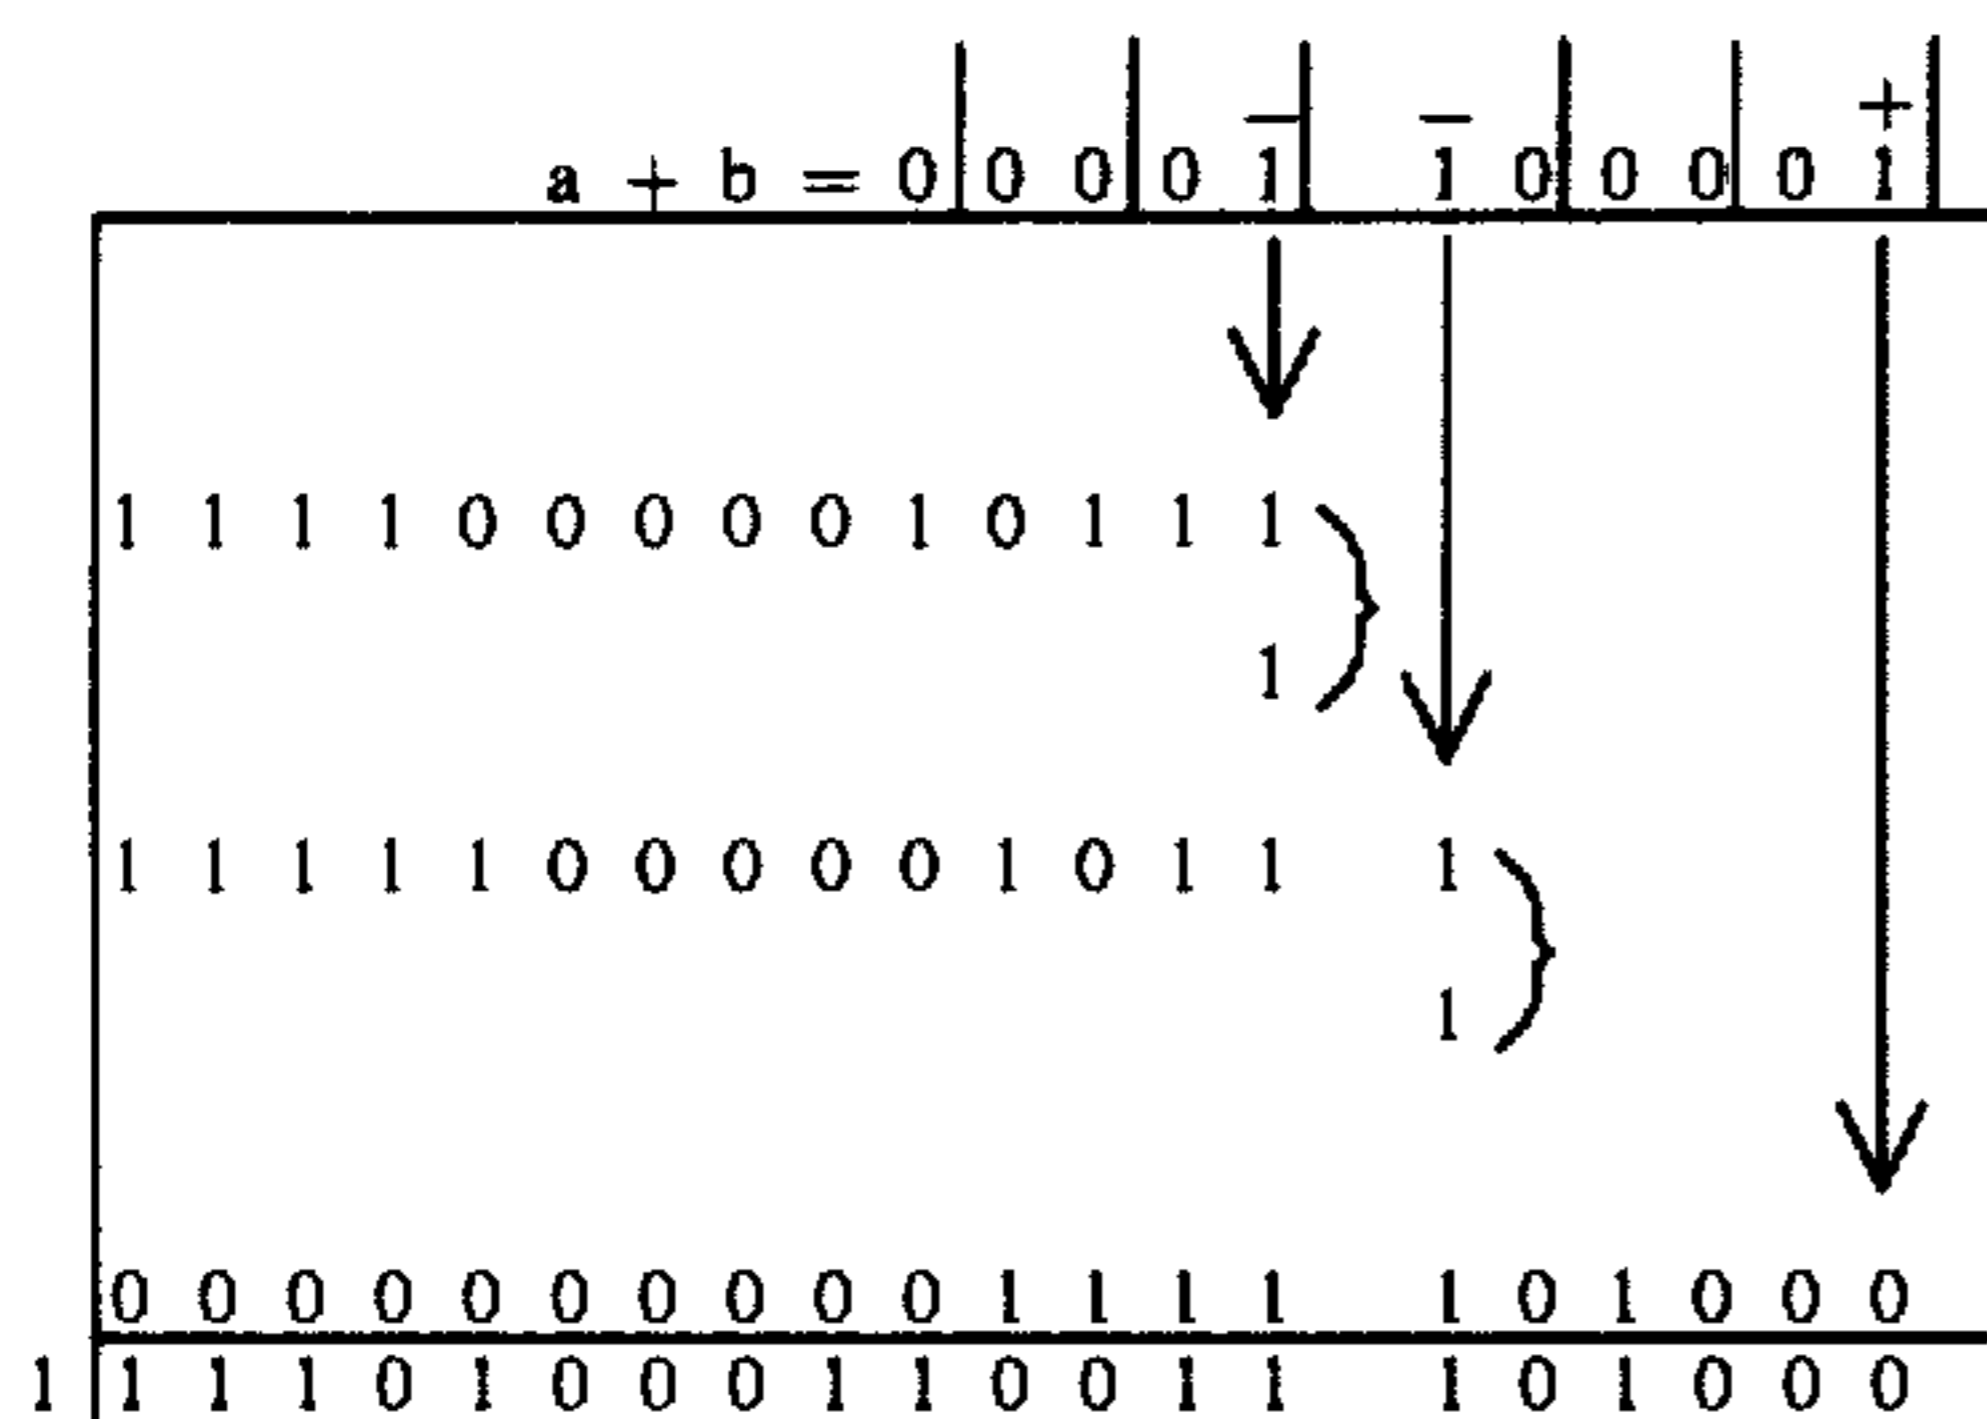 − − +
a + b = 0 0 0 0 1 1 0 0 0 0 1
1 1 1 1 0 0 0 0 0 1 0 1 1 1
1
1 1 1 1 1 0 0 0 0 0 1 0 1 1 1
1
0 0 0 0 0 0 0 0 0 0 1 1 1 1 1 0 1 0 0 0
1 1 1 1 0 1 0 0 0 1 1 0 0 1 1 1 0 1 0 0 0